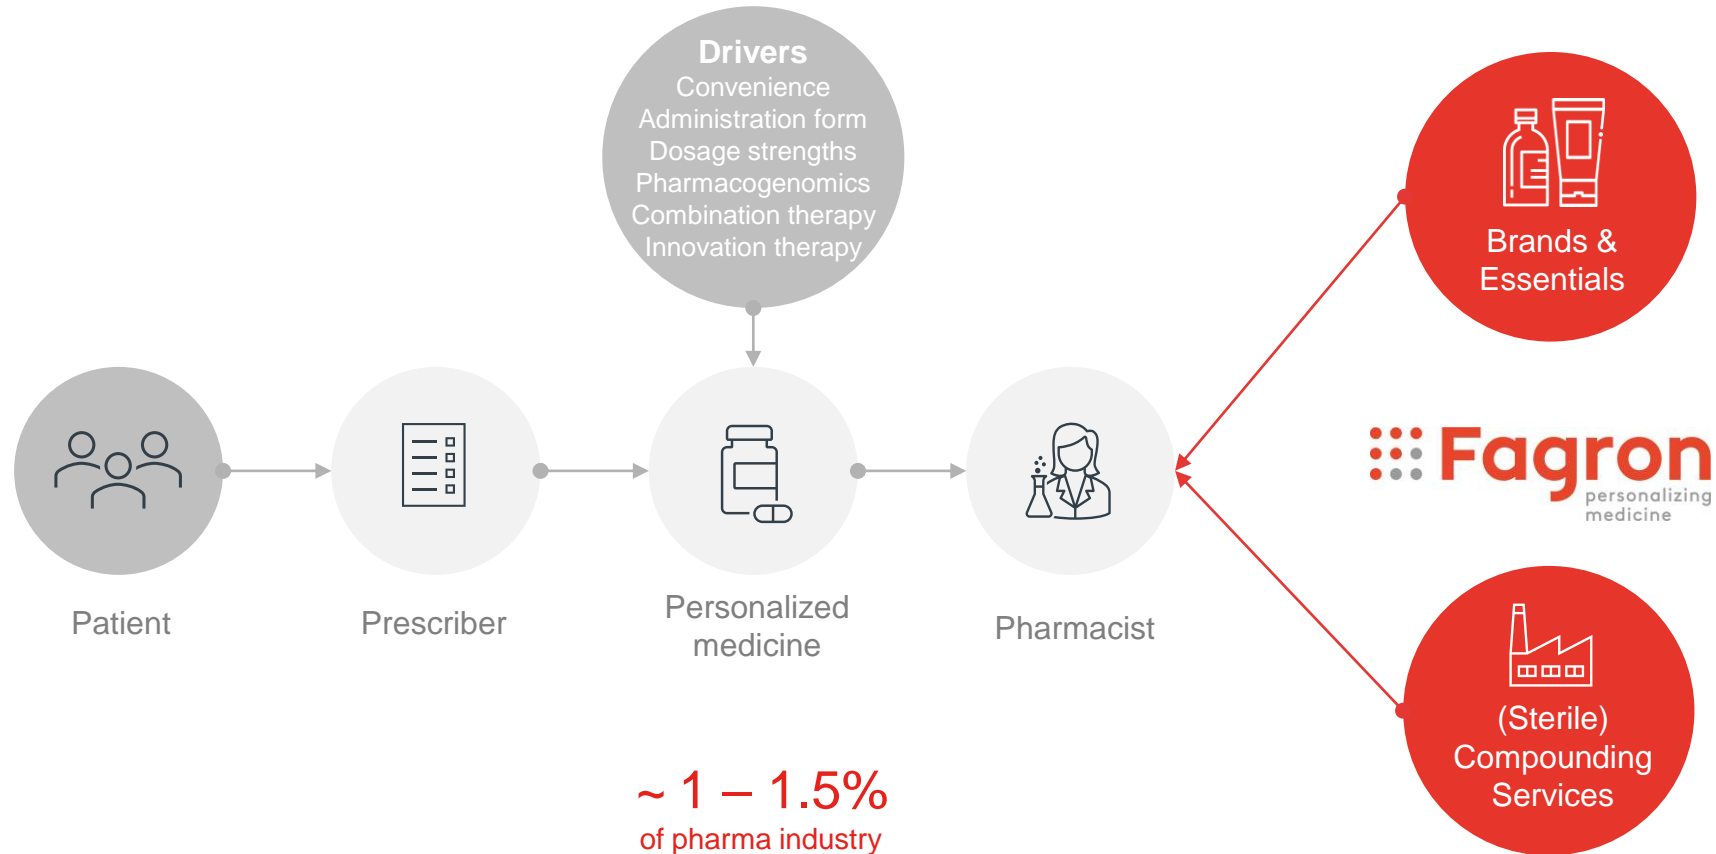 Drivers
Convenience
Administration form
Dosage strengths
Pharmacogenomics
Combination therapy
Innovation therapy
Brands &
Essentials
Fagron
personalizing
medicine
Patient
Prescriber
Personalized
medicine
Pharmacist
(Sterile)
Compounding
Services
~ 1 – 1.5%
of pharma industry